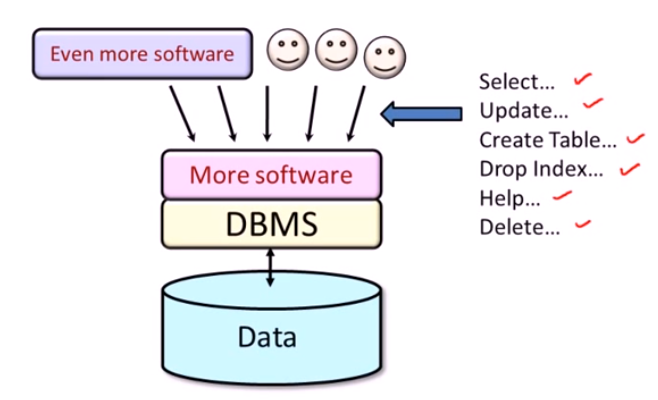 Even more software
Select...
Update...
Create Table...
Drop Index...
Help...
Delete...
More software
DBMS
Data